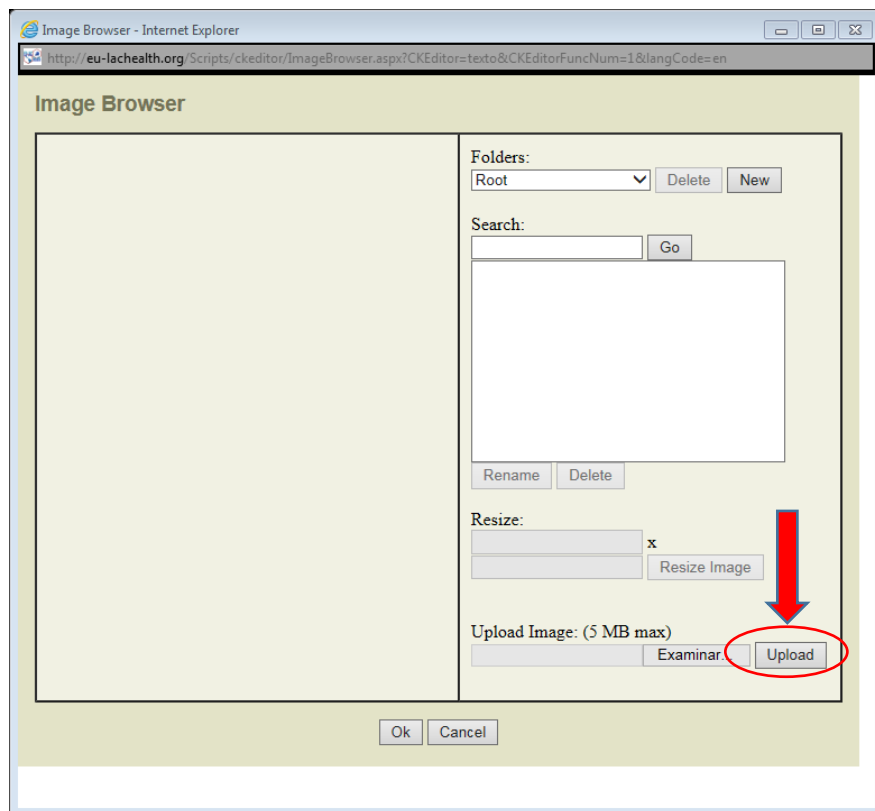 Image Browser - Internet Explorer
http://eu-lachealth.org/Scripts/ckeditor/ImageBrowser.aspx?CKEditor=texto&CKEditorFuncNum=1&langCode=en
Image Browser
Folders:
Root Delete New
Search:
Go
Rename Delete
Resize:
x
Resize Image
Upload Image: (5 MB max)
Examinar... Upload
Ok Cancel